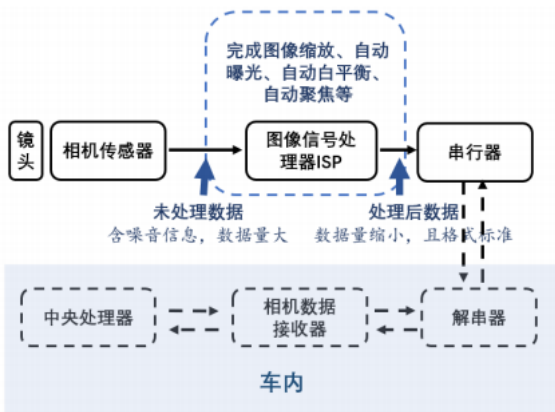 完成图像缩放、自动
曝光、自动白平衡、
自动聚焦等
镜
头
相机传感器
图像信号处
理器ISP
串行器
未处理数据
含噪音信息，数据量大
处理后数据
数据量缩小，且格式标准
中央处理器
相机数据
接收器
解串器
车内